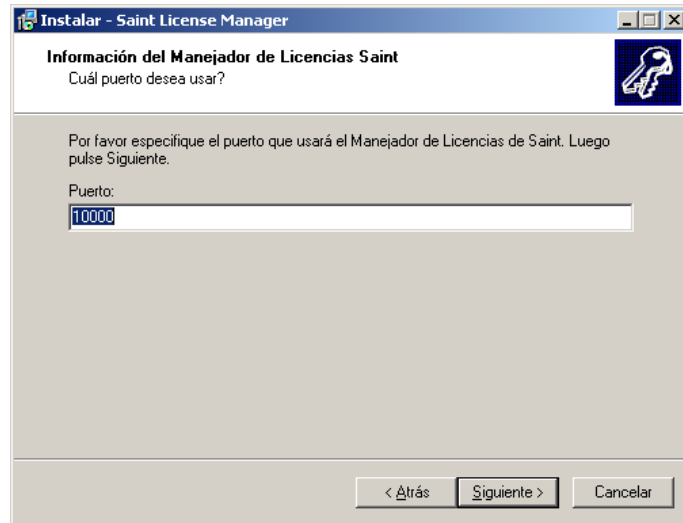 Instalar - Saint License Manager
Información del Manejador de Licencias Saint
Cuál puerto desea usar?
Por favor especifique el puerto que usará el Manejador de Licencias de Saint. Luego
pulse Siguiente.
Puerto:
10000
< Atrás
Siguiente >
Cancelar